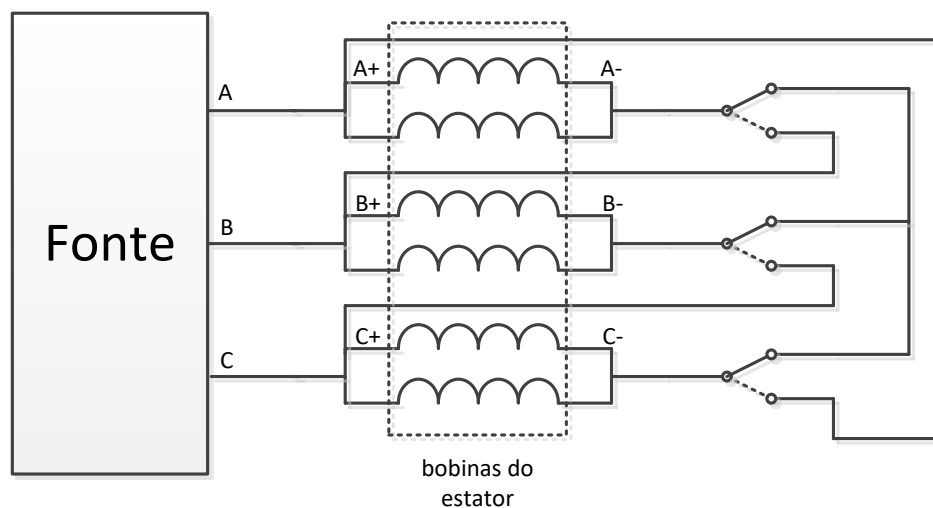 A+
A-
A
B+
B-
B
Fonte
C+
C-
C
bobinas do
estator